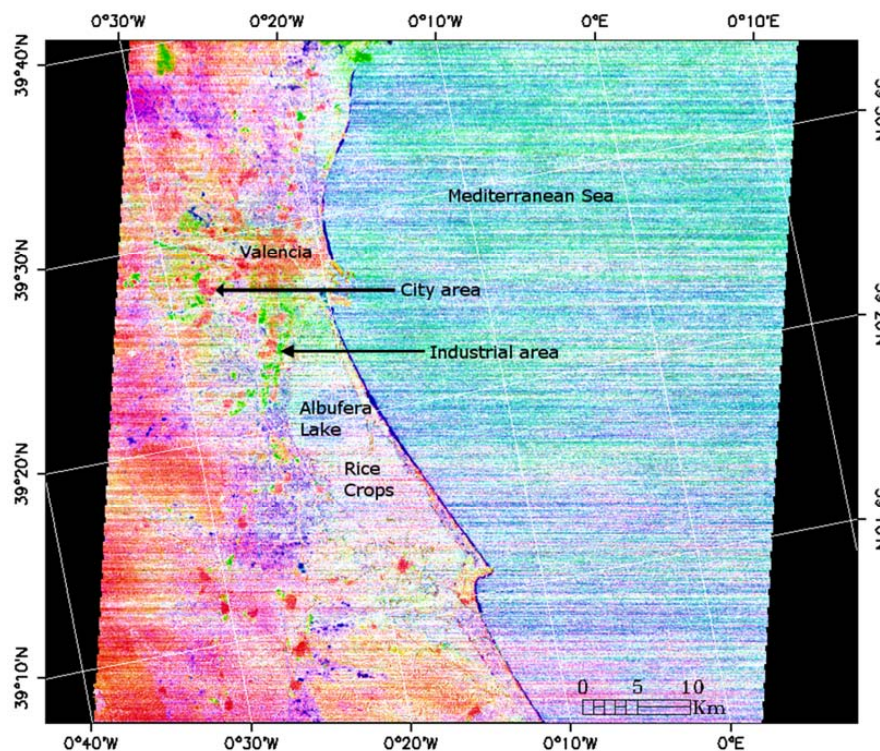 0°30'W 0°20'W 0°10'W 0°E 0°10'E
39°40'N
39°30'N
39°20'N
39°10'N
Mediterranean Sea
Valencia
City area
Industrial area
Albufera
Lake
Rice
Crops
0 5 10
Km
0°40'W 0°30'W 0°20'W 0°10'W 0°E